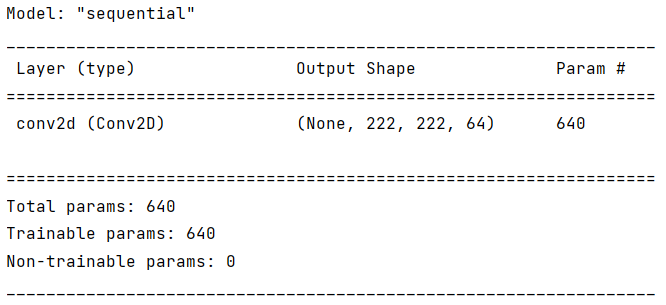 Model: "sequential"
_________________________________________________________________
Layer (type)                Output Shape              Param #
=================================================================
conv2d (Conv2D)             (None, 222, 222, 64)      640
=================================================================
Total params: 640
Trainable params: 640
Non-trainable params: 0
_________________________________________________________________